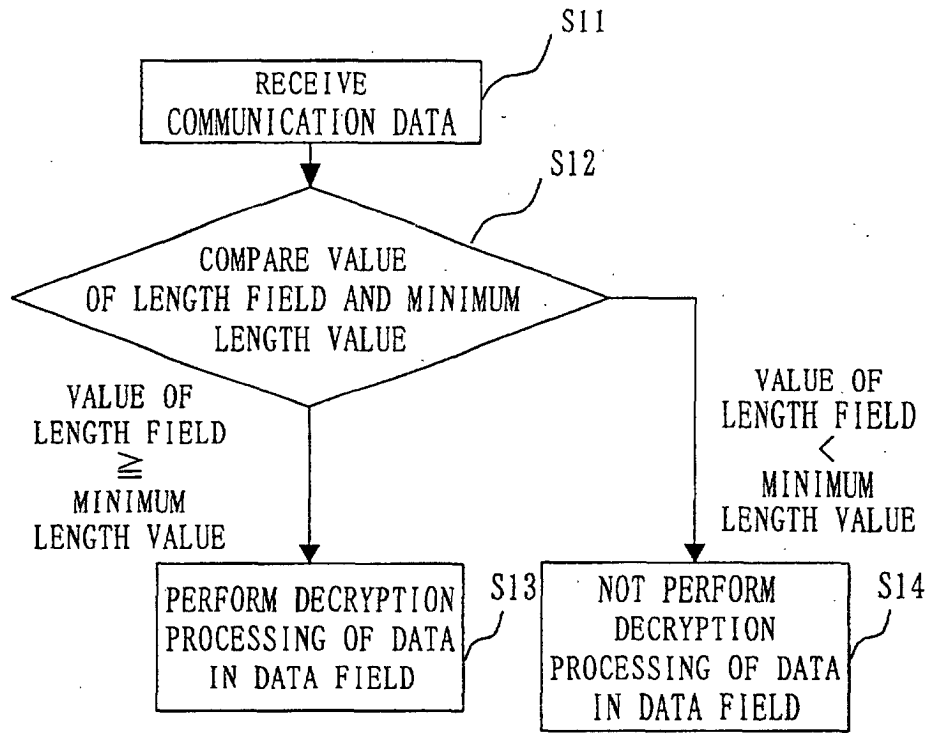 S11
RECEIVE
COMMUNICATION DATA
S12
COMPARE VALUE
OF LENGTH FIELD AND MINIMUM
LENGTH VALUE
VALUE OF
LENGTH FIELD
≧
MINIMUM
LENGTH VALUE
VALUE OF
LENGTH FIELD
<
MINIMUM
LENGTH VALUE
S13
PERFORM DECRYPTION
PROCESSING OF DATA
IN DATA FIELD
S14
NOT PERFORM
DECRYPTION
PROCESSING OF DATA
IN DATA FIELD